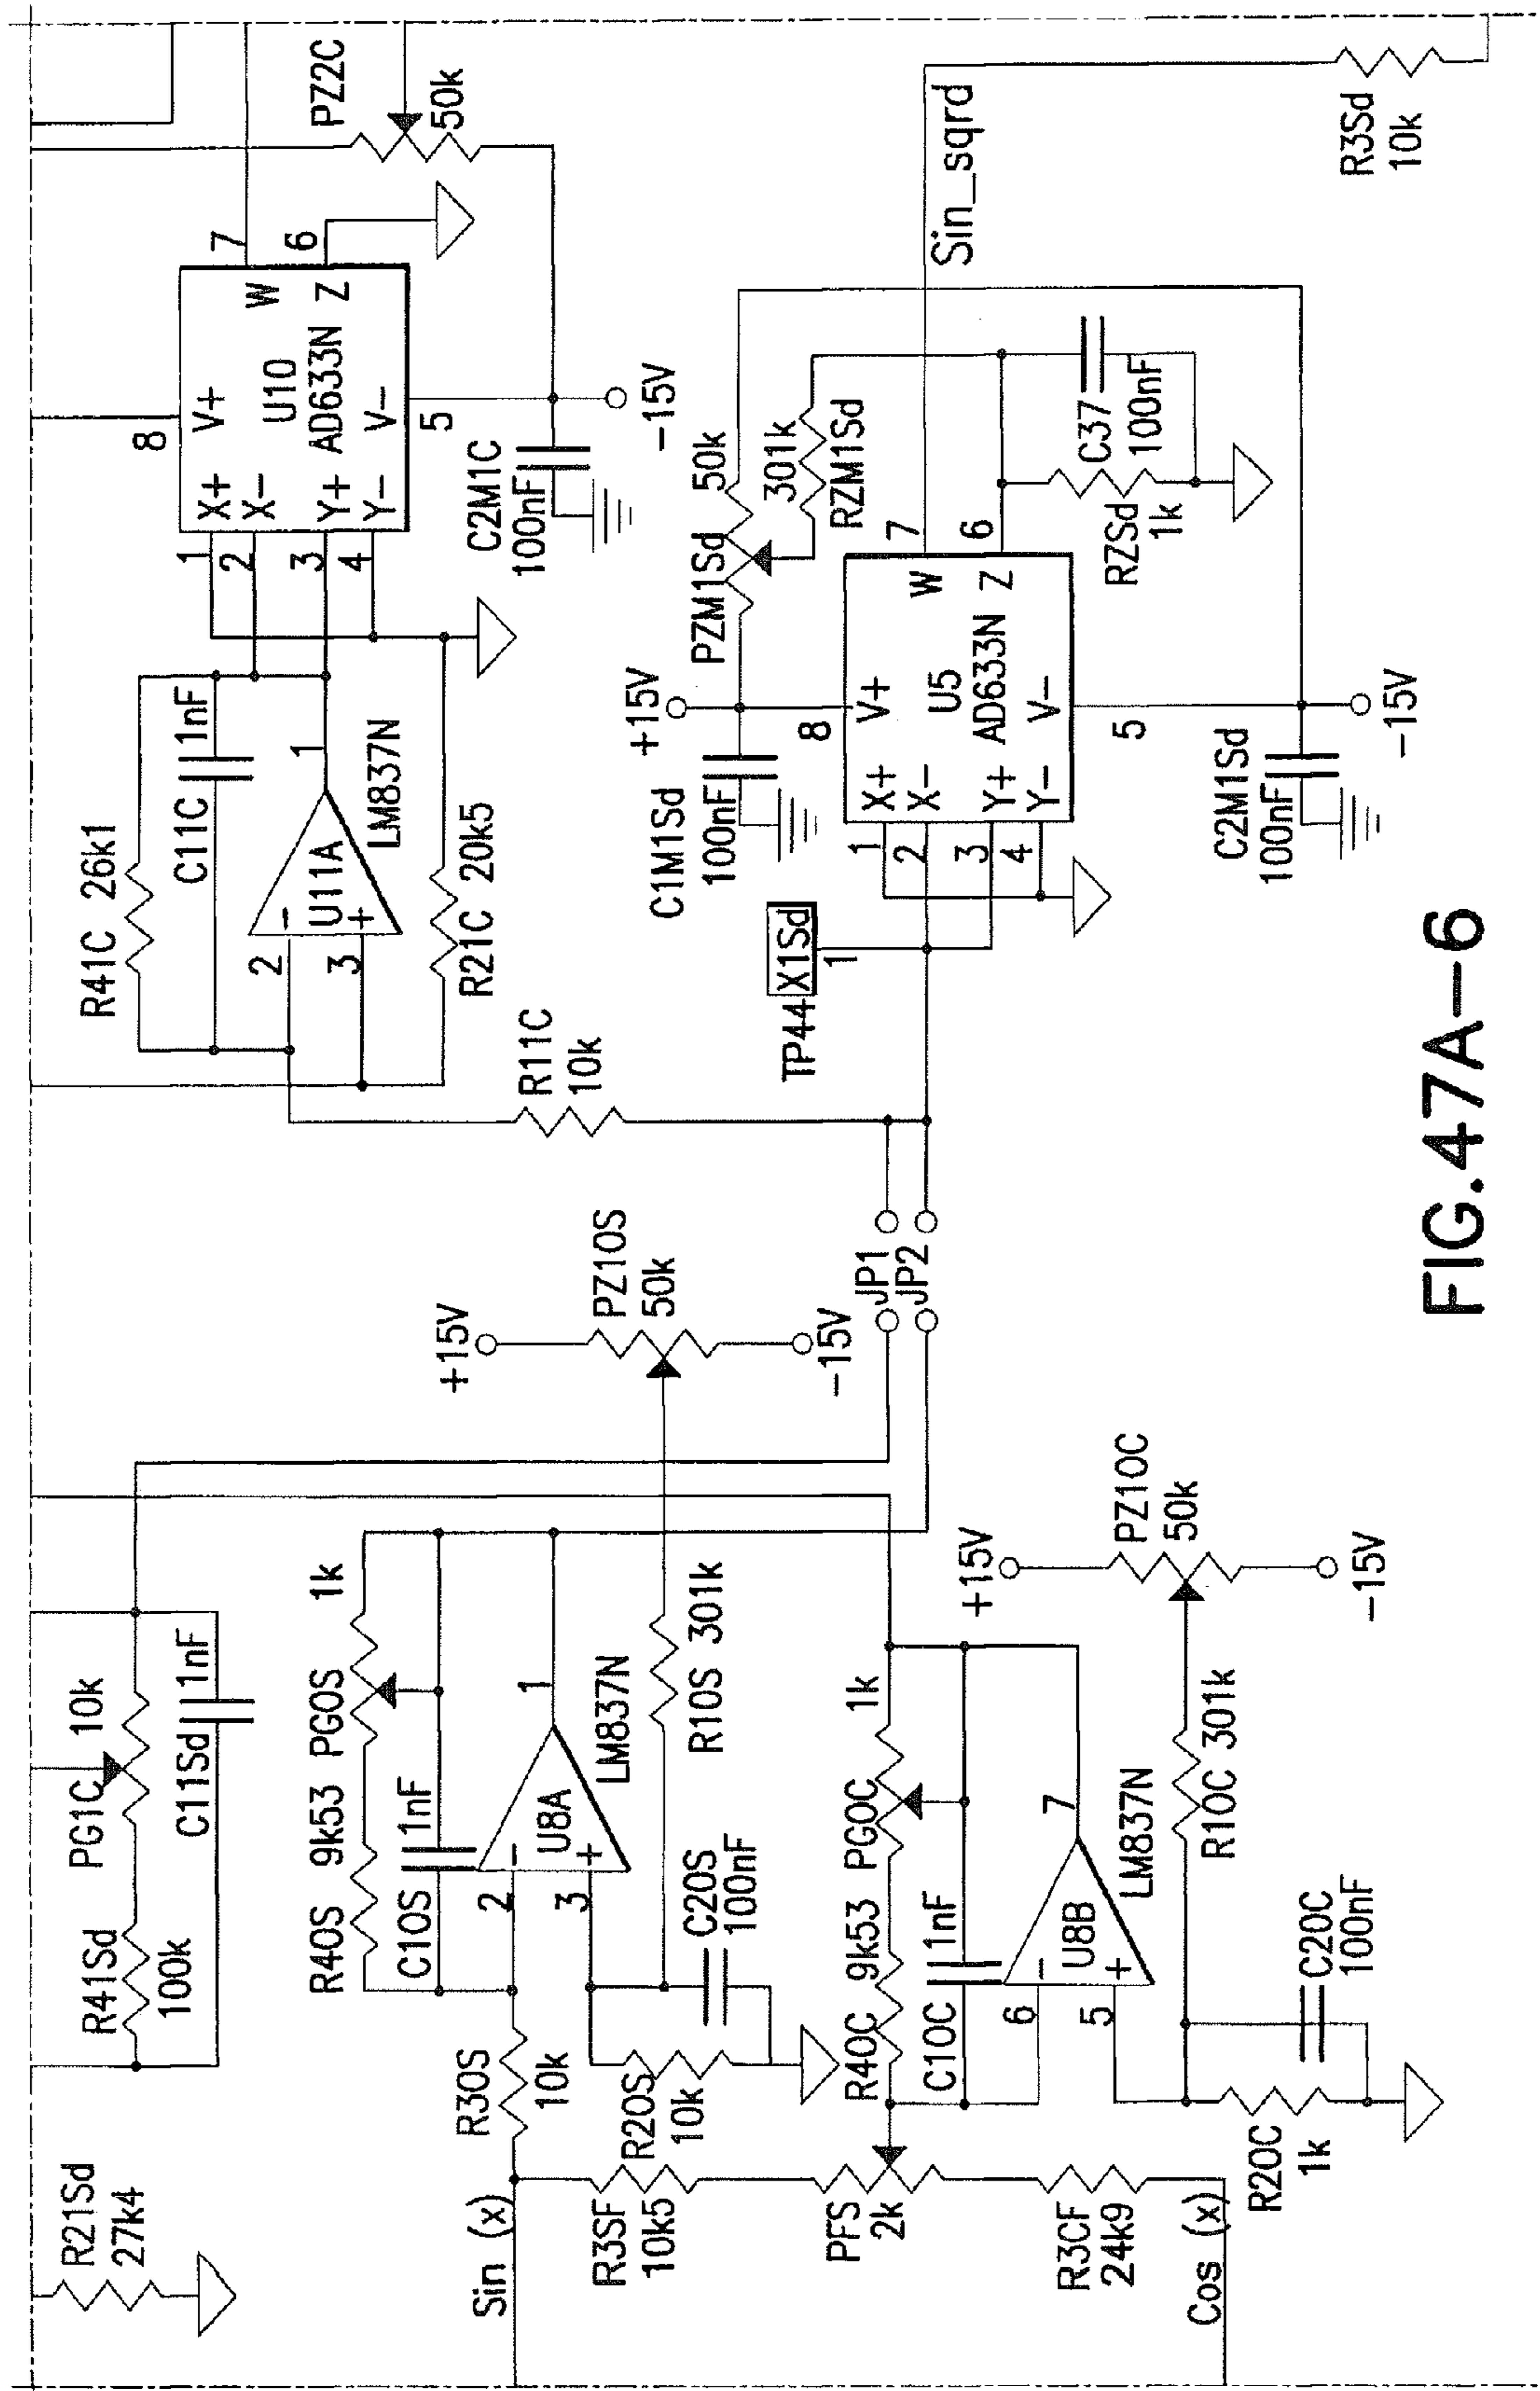 R21Sd
27k4
R41Sd
100k
PG1C 10k
C11Sd 1nF
Sin (x)
R30S
10k
R40S 9k53 PG0S 1k
C10S 1nF
2
3
-
+
U8A
1
LM837N
R20S
10k
C20S
100nF
R10S 301k
+15V
PZ10S
50k
-15V
R3SF
10k5
PFS
2k
R3CF
24k9
Cos (x)
R40C 9k53 PG0C 1k
C10C 1nF
6
5
-
+
U8B
7
LM837N
R20C
1k
C20C
100nF
R10C 301k
+15V
PZ10C
50k
-15V
JP1
JP2
R11C
10k
R41C 26k1
C11C 1nF
2
3
-
+
U11A
1
LM837N
R21C 20k5
1
2
3
4
X+
X-
Y+
Y-
8
V+
U10
AD633N
V-
5
W
Z
7
6
C2M1C
100nF
-15V
PZ2C
50k
TP44
X1Sd
1
C1M1Sd
100nF
+15V
PZM1Sd 50k
301k
RZM1Sd
1
2
3
4
X+
X-
Y+
Y-
8
V+
U5
AD633N
V-
5
W
Z
7
6
RZSd
1k
C37
100nF
C2M1Sd
100nF
-15V
Sin_sqrd
R3Sd
10k
FIG.47A-6